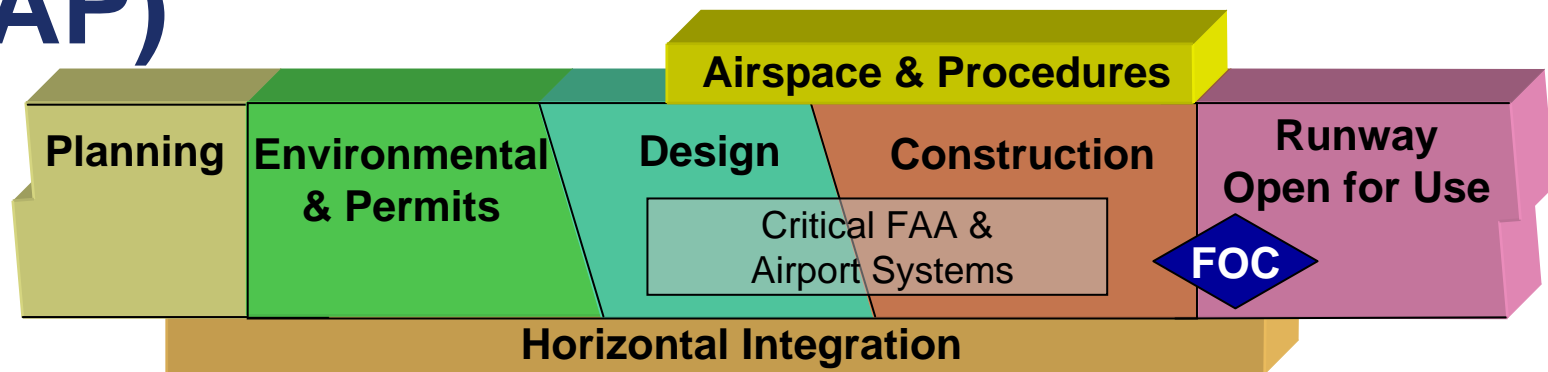 AP)
Airspace & Procedures
Planning
Environmental
& Permits
Design
Construction
Runway
Open for Use
Critical FAA &
Airport Systems
FOC
Horizontal Integration